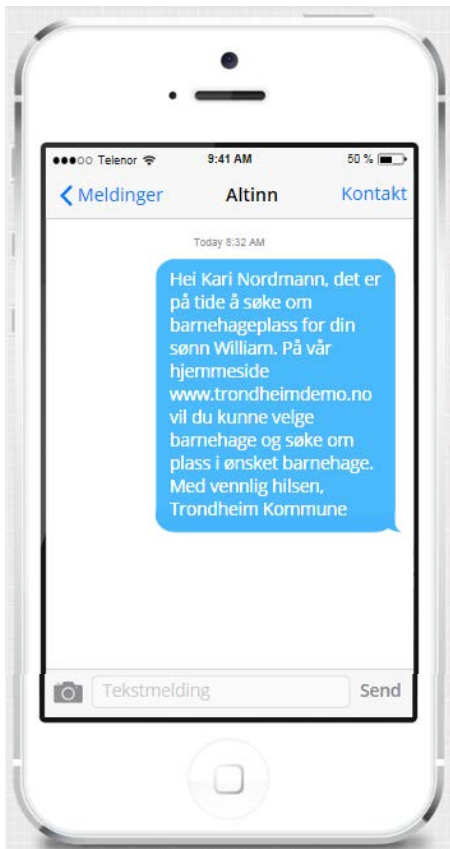 ●●●○○ Telenor 9:41 AM 50 %
Meldinger Altinn Kontakt
Today 8:32 AM
Hei Kari Nordmann, det er
på tide å søke om
barnehageplass for din
sønn William. På vår
hjemmeside
www.trondheimdemo.no
vil du kunne velge
barnehage og søke om
plass i ønsket barnehage.
Med vennlig hilsen,
Trondheim Kommune
Tekstmelding Send